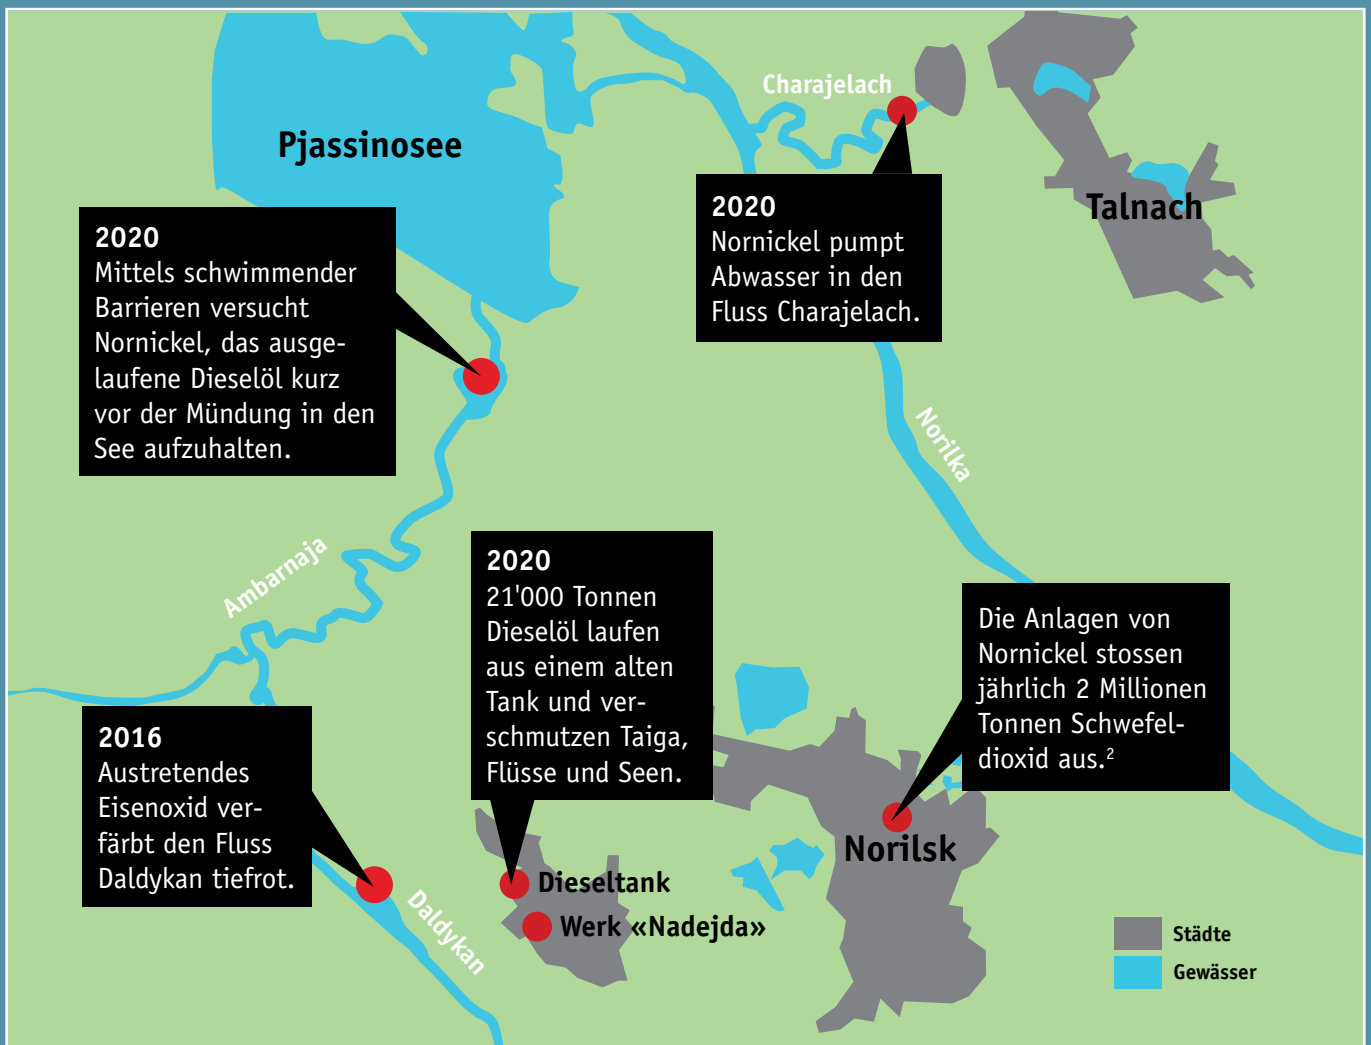 Charajelach
Pjassinosee
Talnach
2020
Nornickel pumpt
Abwasser in den
Fluss Charajelach.
2020
Mittels schwimmender
Barrieren versucht
Nornickel, das ausge-
laufene Dieselöl kurz
vor der Mündung in den
See aufzuhalten.
Norilka
Ambarnaja
2020
21'000 Tonnen
Dieselöl laufen
aus einem alten
Tank und ver-
schmutzen Taiga,
Flüsse und Seen.
Die Anlagen von
Nornickel stossen
jährlich 2 Millionen
Tonnen Schwefel-
dioxid aus.²
2016
Austretendes
Eisenoxid ver-
färbt den Fluss
Daldykan tiefrot.
Norilsk
Dieseltank
Werk «Nadejda»
Daldykan
Städte
Gewässer